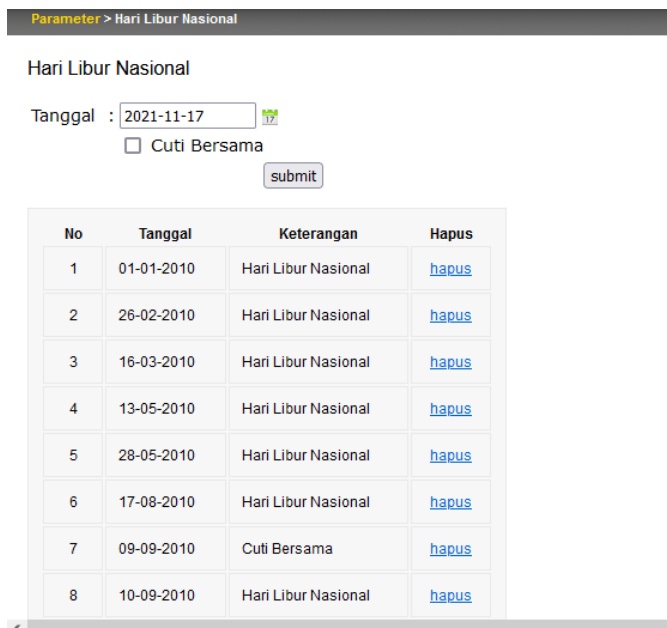 Parameter > Hari Libur Nasional
Hari Libur Nasional
Tanggal : 2021-11-17 17
Cuti Bersama
submit
No Tanggal Keterangan Hapus
1 01-01-2010 Hari Libur Nasional hapus
2 26-02-2010 Hari Libur Nasional hapus
3 16-03-2010 Hari Libur Nasional hapus
4 13-05-2010 Hari Libur Nasional hapus
5 28-05-2010 Hari Libur Nasional hapus
6 17-08-2010 Hari Libur Nasional hapus
7 09-09-2010 Cuti Bersama hapus
8 10-09-2010 Hari Libur Nasional hapus